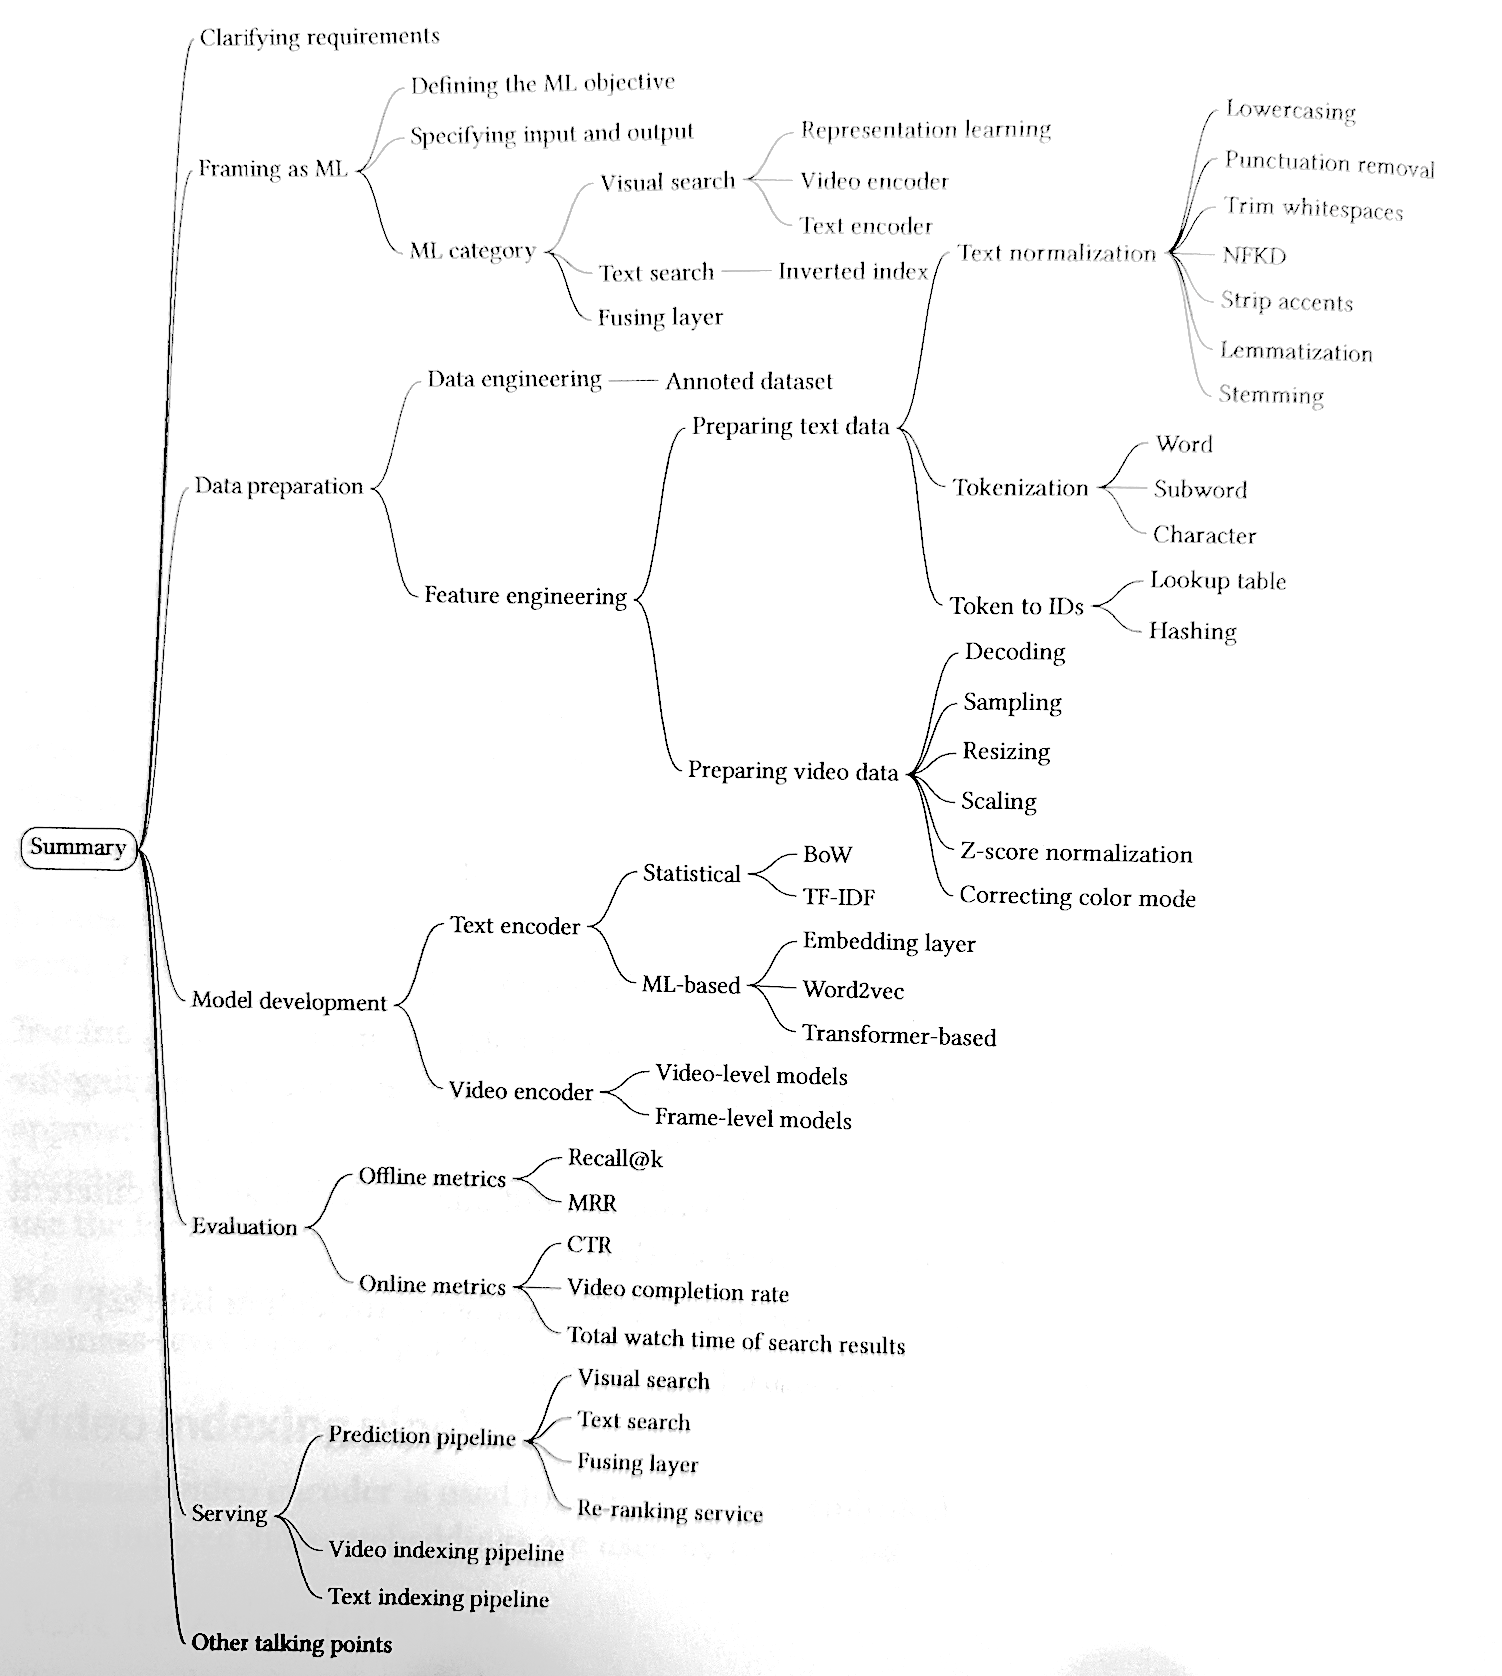 Clarifying requirements
Defining the ML objective
Specifying input and output
Framing as ML
Representation learning
Visual search
Video encoder
Text encoder
ML category
Text search
Inverted index
Fusing layer
Lowercasing
Punctuation removal
Trim whitespaces
Text normalization
NFKD
Strip accents
Lemmatization
Stemming
Data engineering
Annoted dataset
Preparing text data
Word
Tokenization
Subword
Character
Data preparation
Feature engineering
Lookup table
Token to IDs
Hashing
Decoding
Sampling
Resizing
Preparing video data
Scaling
Z-score normalization
Correcting color mode
Summary
BoW
Statistical
TF-IDF
Text encoder
Embedding layer
ML-based
Word2vec
Transformer-based
Model development
Video-level models
Video encoder
Frame-level models
Recall@k
Offline metrics
MRR
Evaluation
CTR
Online metrics
Video completion rate
Total watch time of search results
Visual search
Prediction pipeline
Text search
Fusing layer
Re-ranking service
Serving
Video indexing pipeline
Text indexing pipeline
Other talking points